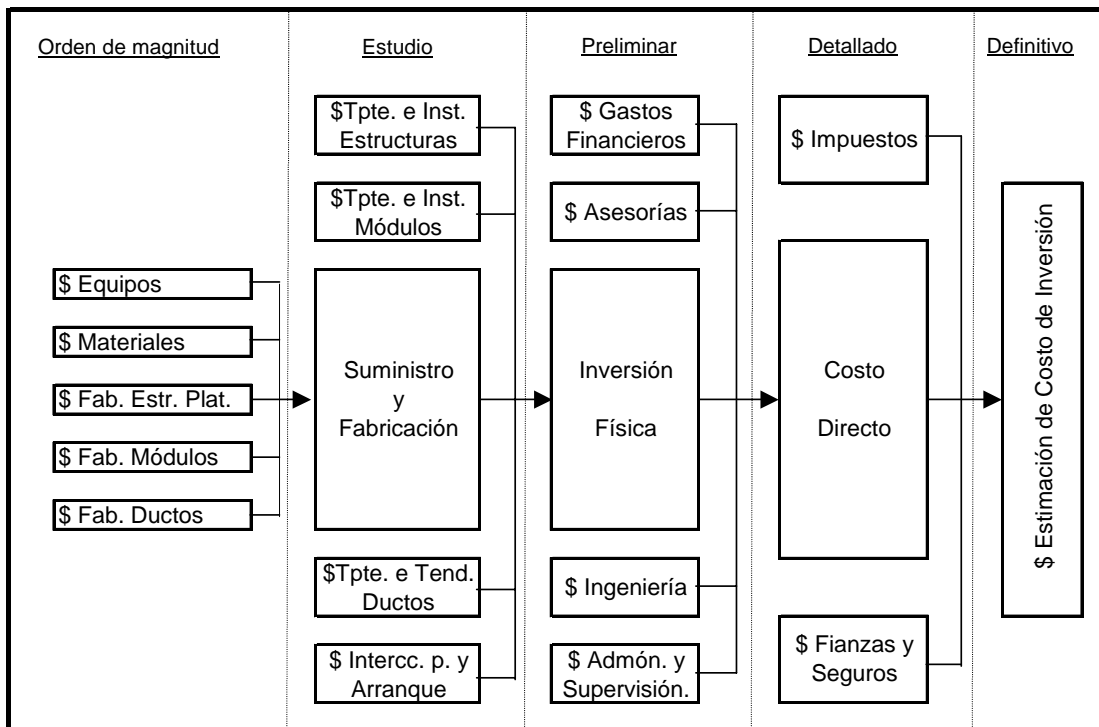 Orden de magnitud
Estudio
Preliminar
Detallado
Definitivo
$ Equipos
$ Materiales
$ Fab. Estr. Plat.
$ Fab. Módulos
$ Fab. Ductos
$Tpte. e Inst.
Estructuras
$Tpte. e Inst.
Módulos
Suministro
y
Fabricación
$Tpte. e Tend.
Ductos
$ Intercc. p. y
Arranque
$ Gastos
Financieros
$ Asesorías
Inversión
Física
$ Ingeniería
$ Admón. y
Supervisión.
$ Impuestos
Costo
Directo
$ Fianzas y
Seguros
$ Estimación de Costo de Inversión